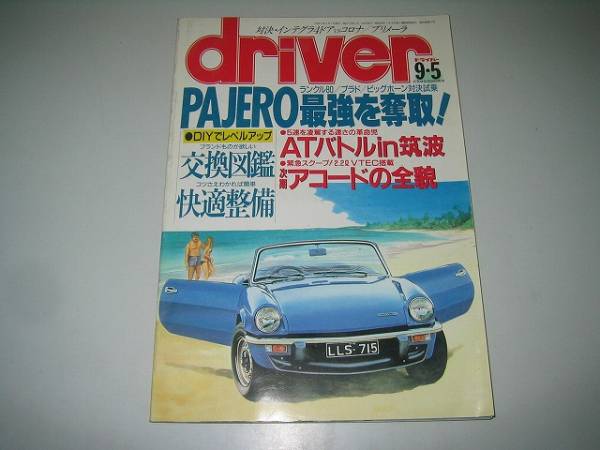 対決・インテグラ4ドアvsコロナ/プリメーラ
driver
ドライバー
9・5
ランクル80/プラド/ビッグホーン対決試乗
PAJERO最強を奪取!
●DIYでレベルアップ
ブランドものが欲しい
交換図鑑
コツさえわかれば簡単
快適整備
●5速を凌駕する速さの革命児
ATバトルin筑波
●緊急スクープ/2.2ℓVTEC搭載
次期アコードの全貌
LLS-715